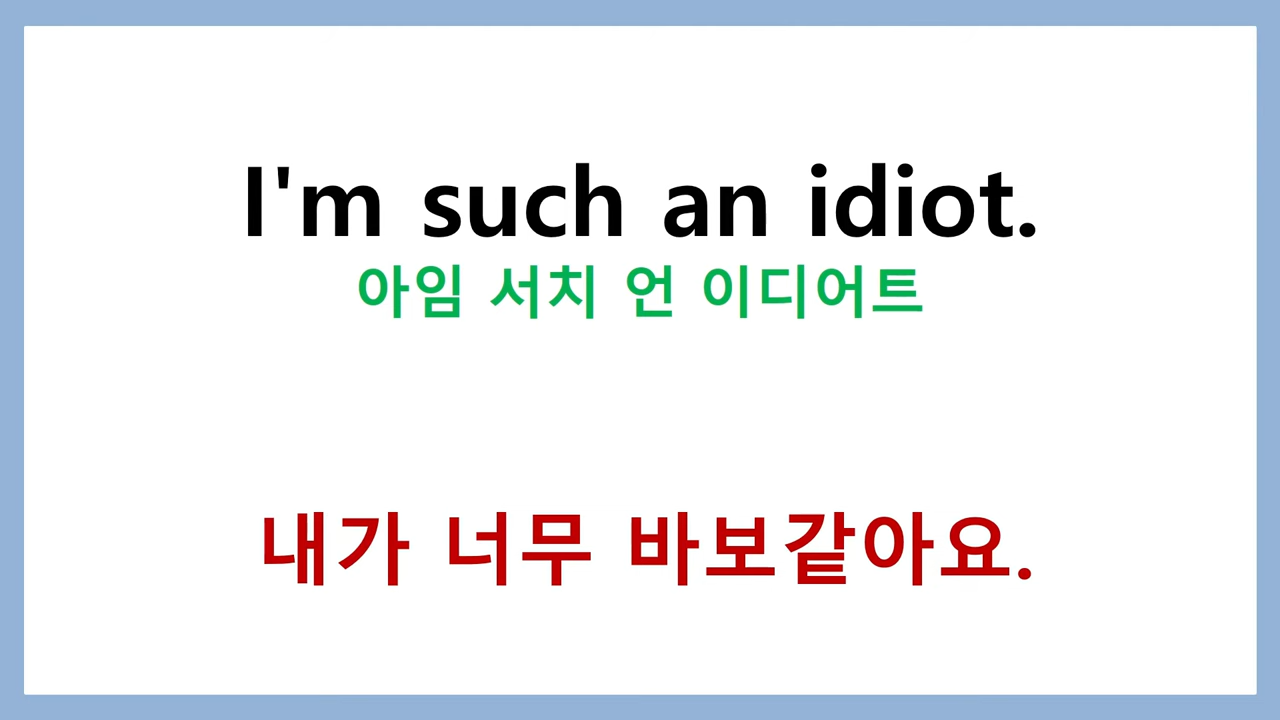 I'm such an idiot.
아임 서치 언 이디어트
내가 너무 바보같아요.